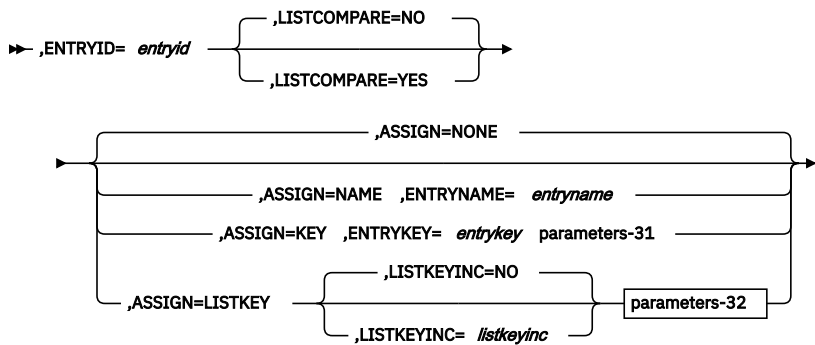 ,LISTCOMPARE=NO
,ENTRYID= entryid
,LISTCOMPARE=YES
,ASSIGN=NONE
,ASSIGN=NAME ,ENTRYNAME= entryname
,ASSIGN=KEY ,ENTRYKEY= entrykey parameters-31
,LISTKEYINC=NO
,ASSIGN=LISTKEY parameters-32
,LISTKEYINC= listkeyinc